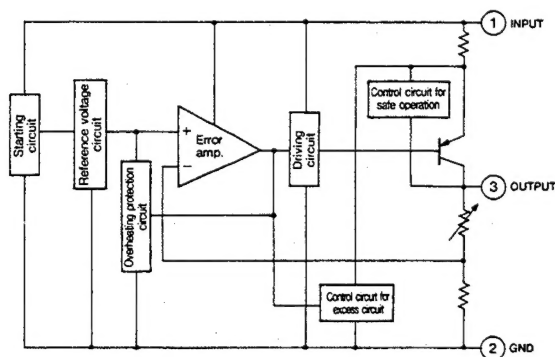 1 INPUT
Control circuit for
safe operation
Starting
circuit
Reference voltage
circuit
+
Error
amp.
−
Driving
circuit
3 OUTPUT
Overheating protection
circuit
Control circurt for
excess circuit
2 GND